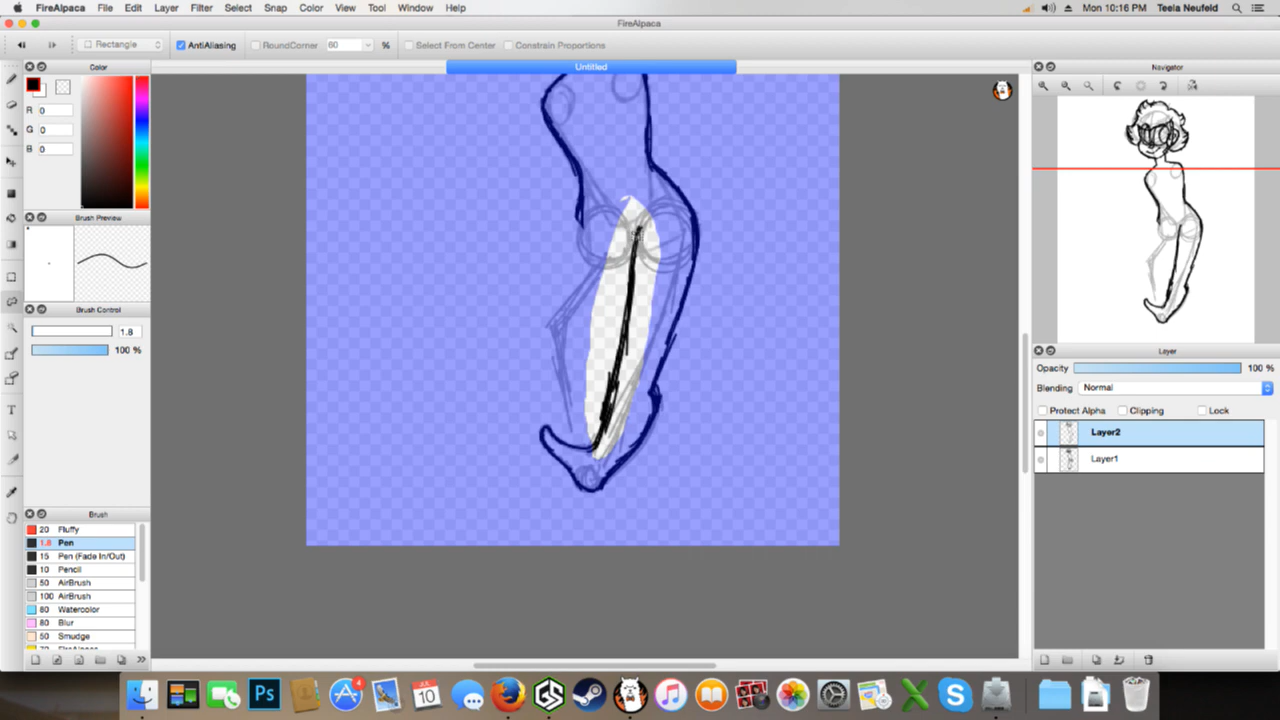 FireAlpaca File Edit Layer Filter Select Snap Color View Tool Window Help Mon 10:16 PM Teela Neufeld
FireAlpaca
Rectangle AntiAliasing RoundCorner 60 % Select From Center Constrain Proportions
Color Untitled Navigator
R 0
G 0
B 0
Brush Preview
Brush Control
1.8
100 %
Layer
Opacity 100 %
Blending Normal
Protect Alpha Clipping Lock
Layer2
Layer1
Brush
20 Fluffy
1.8 Pen
15 Pen (Fade In/Out)
10 Pencil
50 AirBrush
100 AirBrush
80 Watercolor
80 Blur
50 Smudge
T
Ps 4 JUL 10 X S